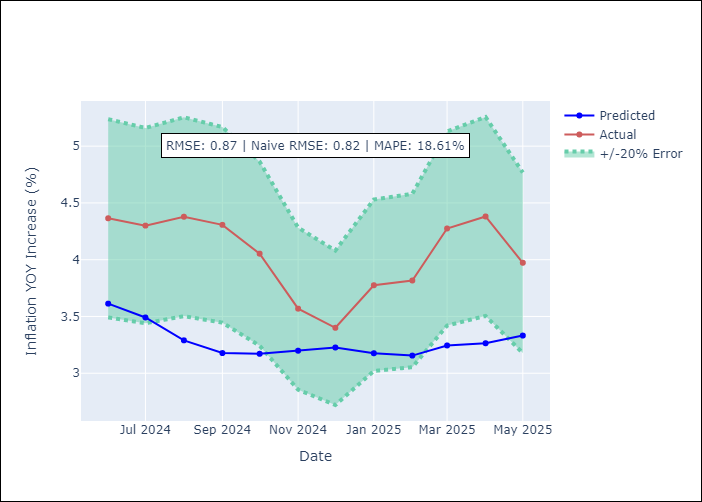 Predicted
Actual
+/-20% Error
RMSE: 0.87 | Naive RMSE: 0.82 | MAPE: 18.61%
5
4.5
4
3.5
3
Inflation YOY Increase (%)
Jul 2024 Sep 2024 Nov 2024 Jan 2025 Mar 2025 May 2025
Date